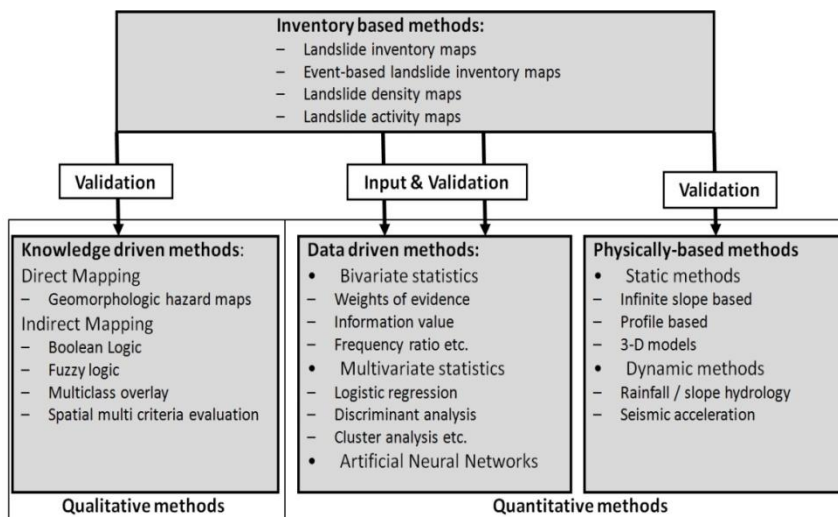 Inventory based methods:
– Landslide inventory maps
– Event-based landslide inventory maps
– Landslide density maps
– Landslide activity maps
Validation
Input & Validation
Validation
Knowledge driven methods:
Direct Mapping
– Geomorphologic hazard maps
Indirect Mapping
– Boolean Logic
– Fuzzy logic
– Multiclass overlay
– Spatial multi criteria evaluation
Data driven methods:
• Bivariate statistics
– Weights of evidence
– Information value
– Frequency ratio etc.
• Multivariate statistics
– Logistic regression
– Discriminant analysis
– Cluster analysis etc.
• Artificial Neural Networks
Physically-based methods
• Static methods
– Infinite slope based
– Profile based
– 3-D models
• Dynamic methods
– Rainfall / slope hydrology
– Seismic acceleration
Qualitative methods
Quantitative methods